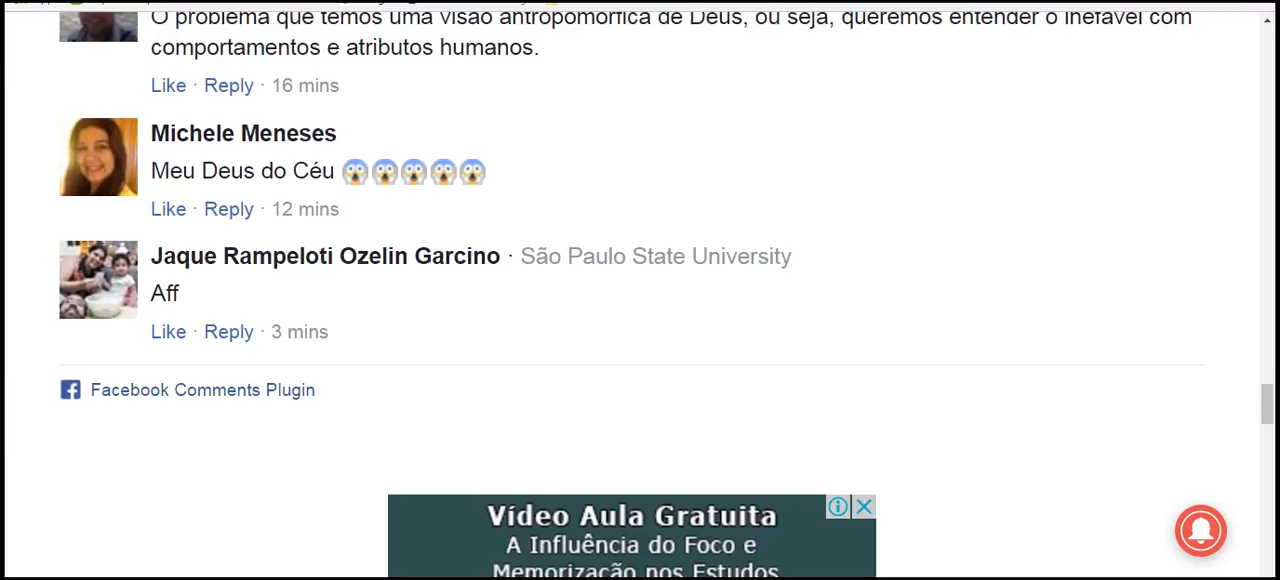 O problema que temos uma visão antropomórfica de Deus, ou seja, queremos entender o inefável com
comportamentos e atributos humanos.
Like · Reply · 16 mins
Michele Meneses
Meu Deus do Céu 😱😱😱😱😱
Like · Reply · 12 mins
Jaque Rampeloti Ozelin Garcino · São Paulo State University
Aff
Like · Reply · 3 mins
Facebook Comments Plugin
Vídeo Aula Gratuita
A Influência do Foco e
Memorização nos Estudos